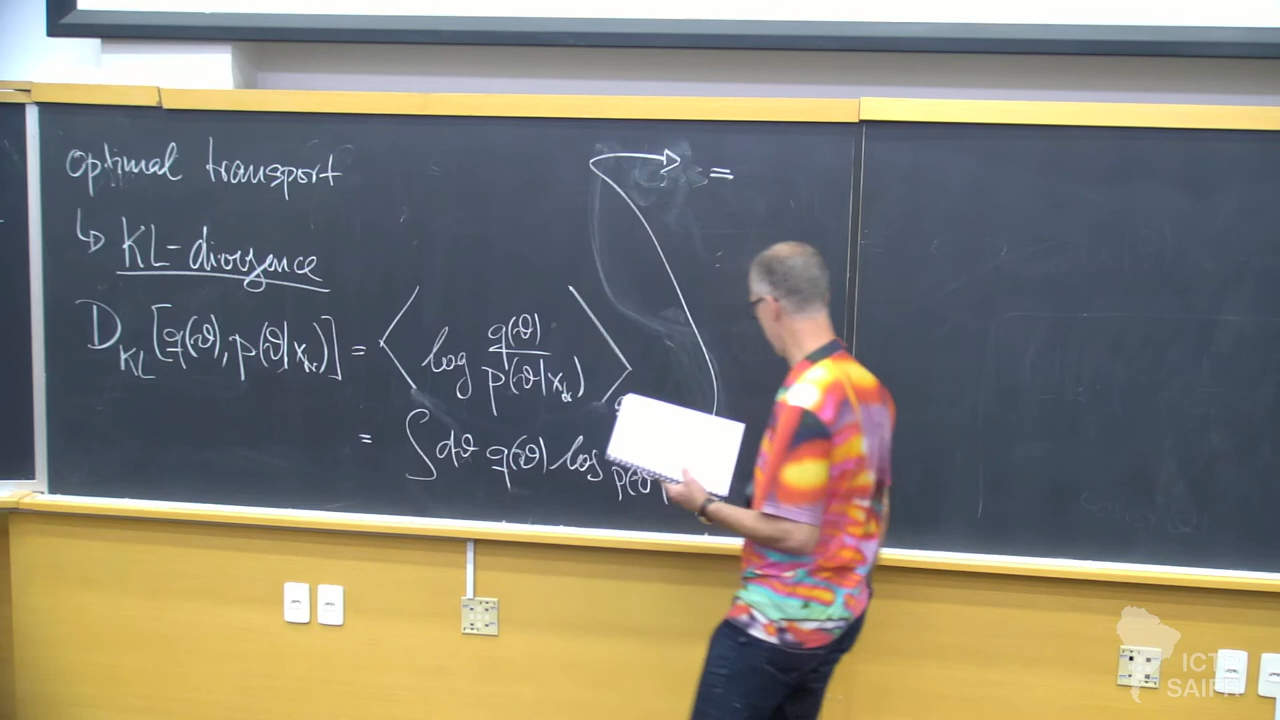 optimal transport
↳ KL-divergence
D_KL [q(ϑ), p(ϑ|x_tr)] = ⟨ log q(ϑ) / p(ϑ|x_tr) ⟩
= ∫ dϑ q(ϑ) log p(ϑ|
=
ICTP
SAIFR